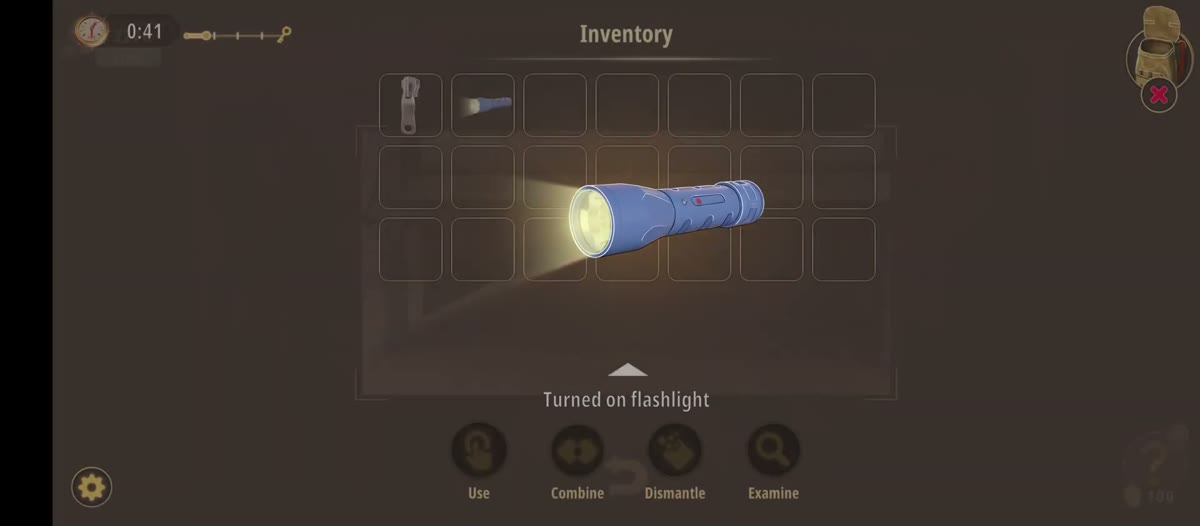 0:41
Inventory
Turned on flashlight
Use
Combine
Dismantle
Examine
100